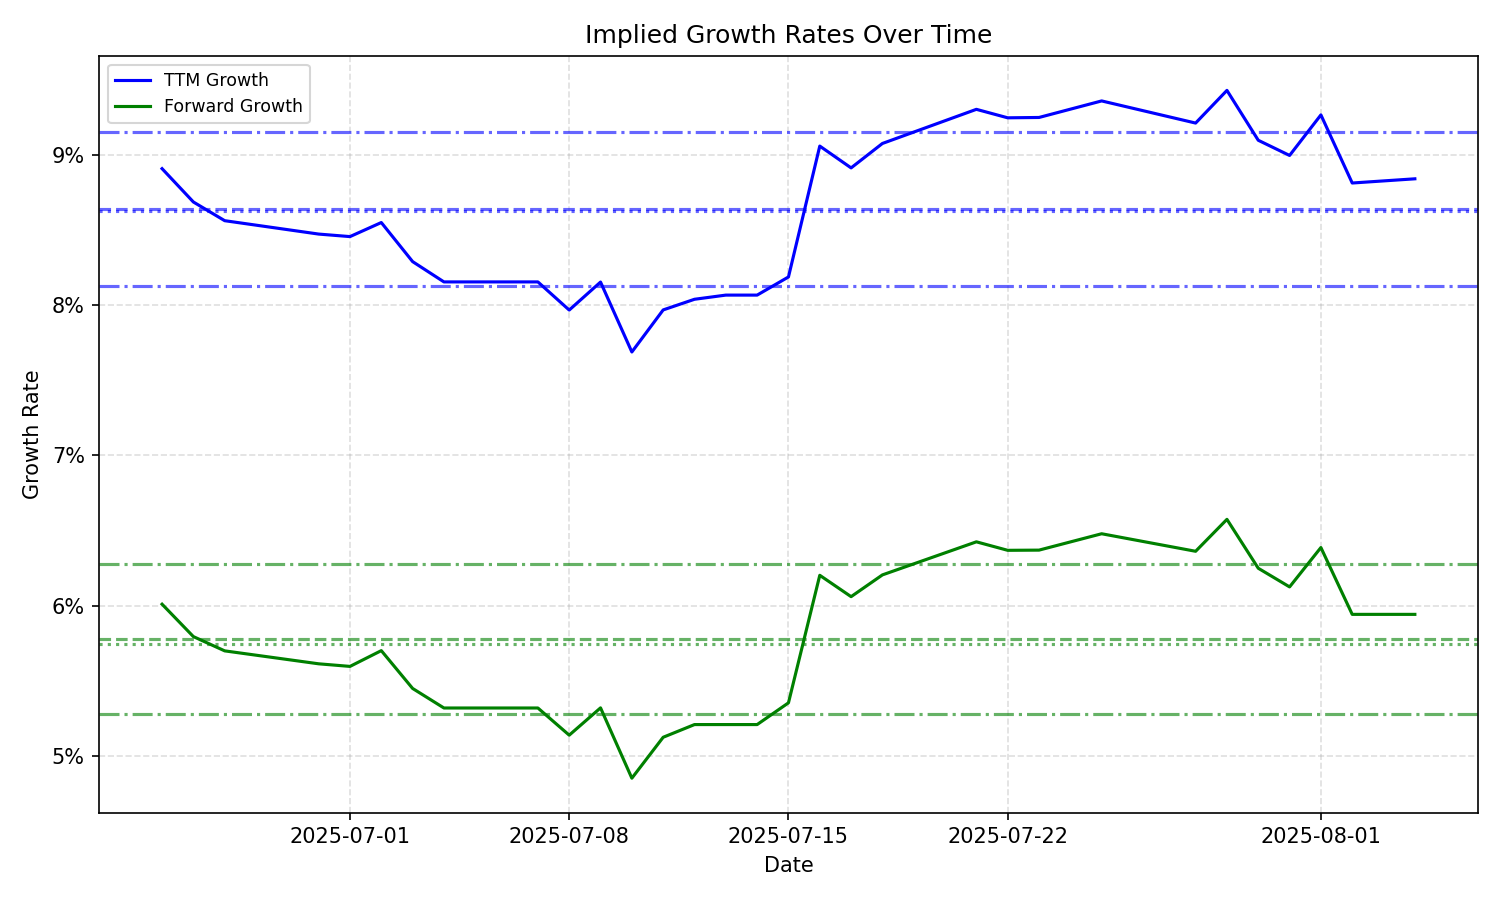 Implied Growth Rates Over Time
TTM Growth
Forward Growth
9%
8%
7%
6%
5%
Growth Rate
2025-07-01
2025-07-08
2025-07-15
2025-07-22
2025-08-01
Date